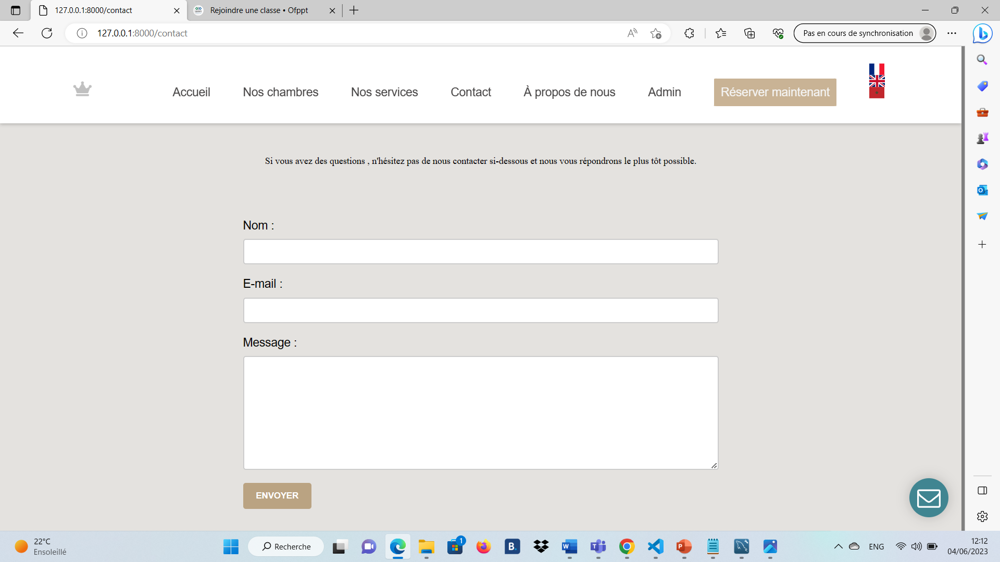 127.0.0.1:8000/contact
Rejoindre une classe • Ofppt
127.0.0.1:8000/contact
Pas en cours de synchronisation
Accueil
Nos chambres
Nos services
Contact
À propos de nous
Admin
Réserver maintenant
Si vous avez des questions , n'hésitez pas de nous contacter si-dessous et nous vous répondrons le plus tôt possible.
Nom :
E-mail :
Message :
ENVOYER
22°C
Ensoleillé
Recherche
1
B.
ENG
12:12
04/06/2023